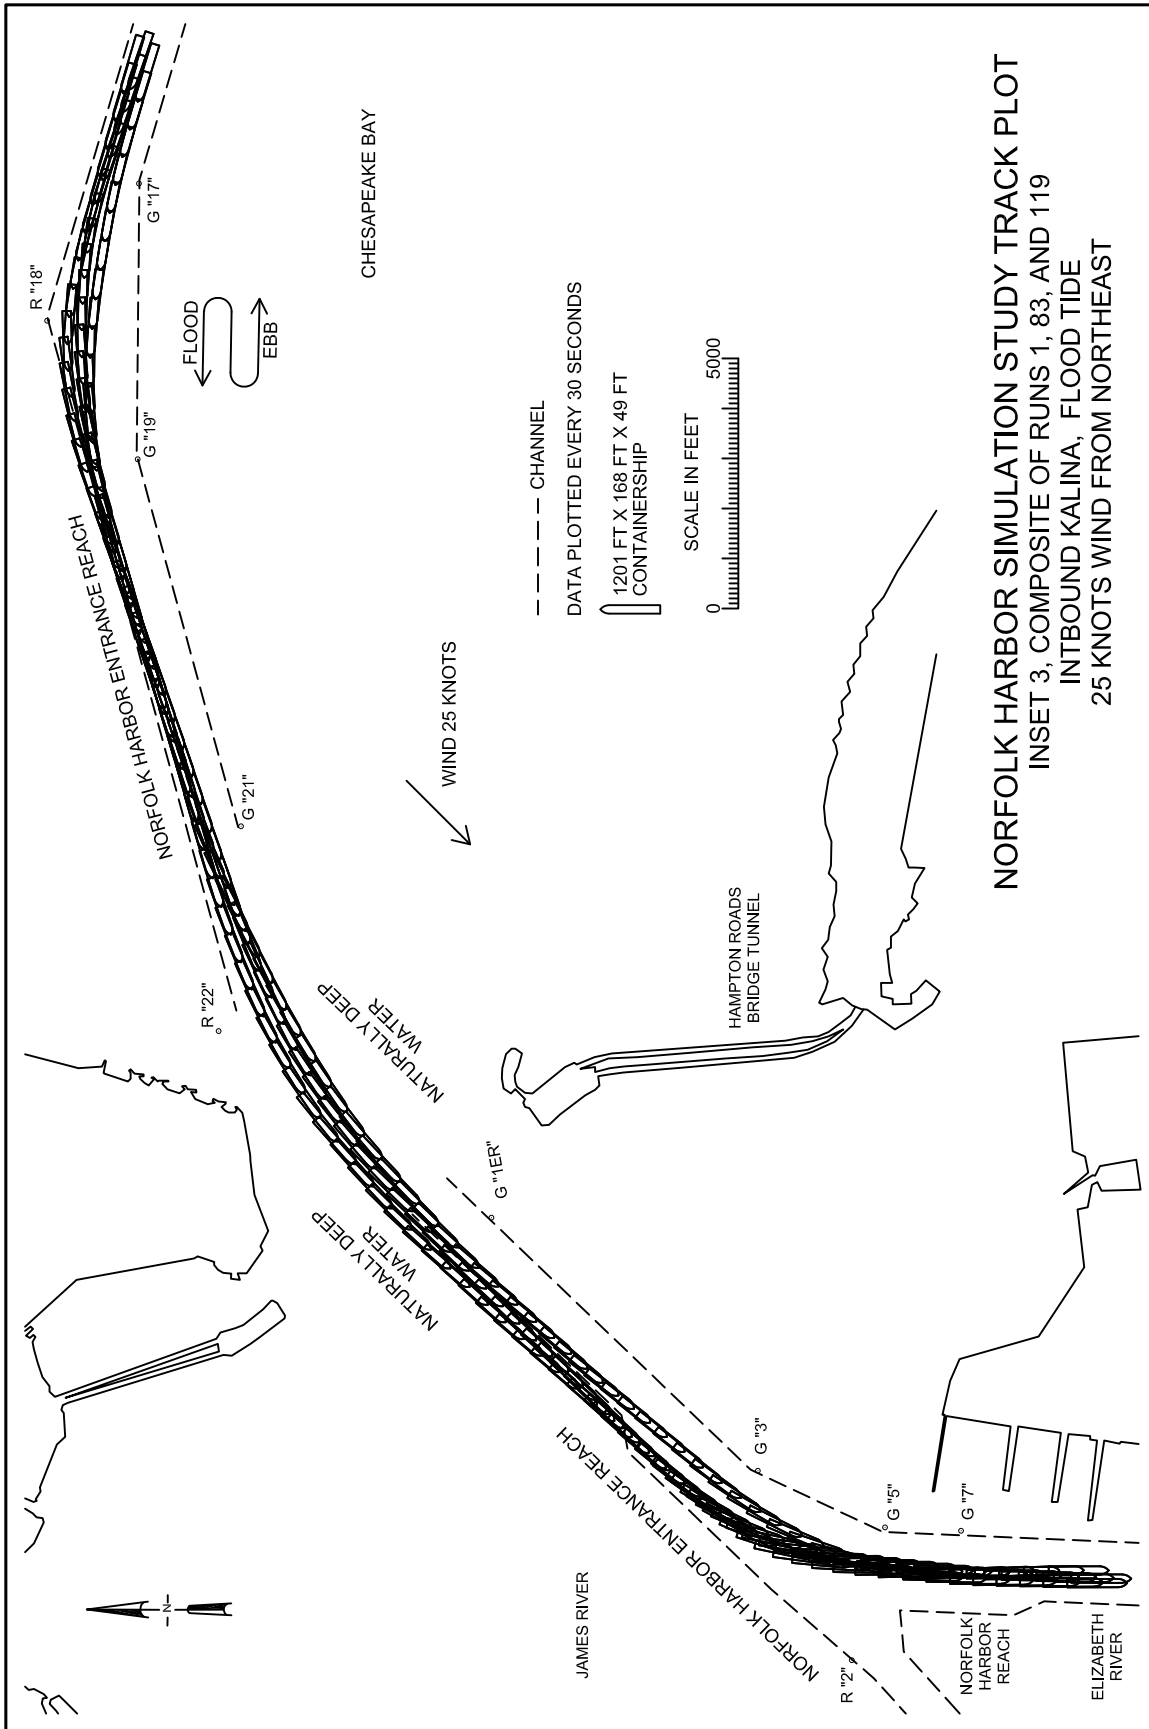 R "18"
G "17"
G "19"
FLOOD
EBB
CHESAPEAKE BAY
NORFOLK HARBOR ENTRANCE REACH
G "21"
R "22"
WIND 25 KNOTS
CHANNEL
DATA PLOTTED EVERY 30 SECONDS
1201 FT X 168 FT X 49 FT
CONTAINERSHIP
SCALE IN FEET
0
5000
NATURALLY DEEP
WATER
NATURALLY DEEP
WATER
G "1ER"
HAMPTON ROADS
BRIDGE TUNNEL
N
JAMES RIVER
NORFOLK HARBOR ENTRANCE REACH
G "3"
G "5"
G "7"
R "2"
NORFOLK
HARBOR
REACH
ELIZABETH
RIVER
NORFOLK HARBOR SIMULATION STUDY TRACK PLOT
INSET 3, COMPOSITE OF RUNS 1, 83, AND 119
INTBOUND KALINA, FLOOD TIDE
25 KNOTS WIND FROM NORTHEAST